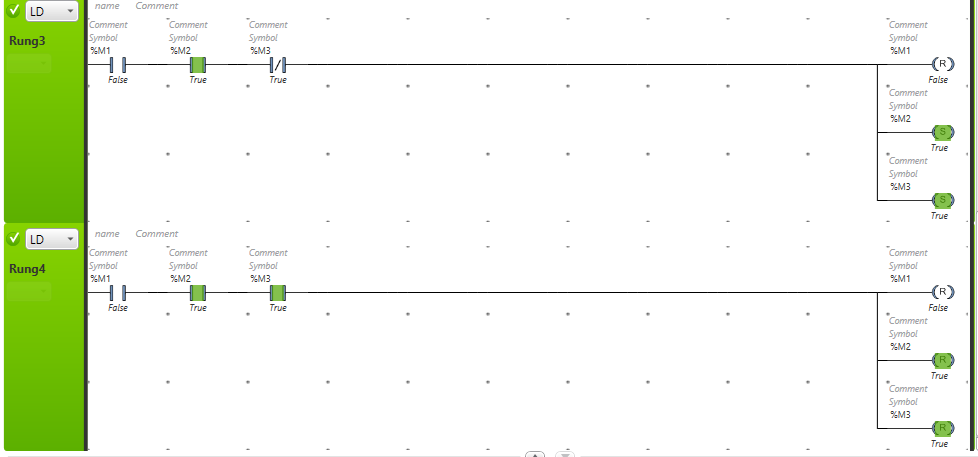 name Comment
LD
Rung3
Comment Comment Comment Comment
Symbol Symbol Symbol Symbol
%M1 %M2 %M3 %M1
R
False True True False
Comment
Symbol
%M2
S
True
Comment
Symbol
%M3
S
True
name Comment
LD
Rung4
Comment Comment Comment Comment
Symbol Symbol Symbol Symbol
%M1 %M2 %M3 %M1
R
False True True False
Comment
Symbol
%M2
R
True
Comment
Symbol
%M3
R
True